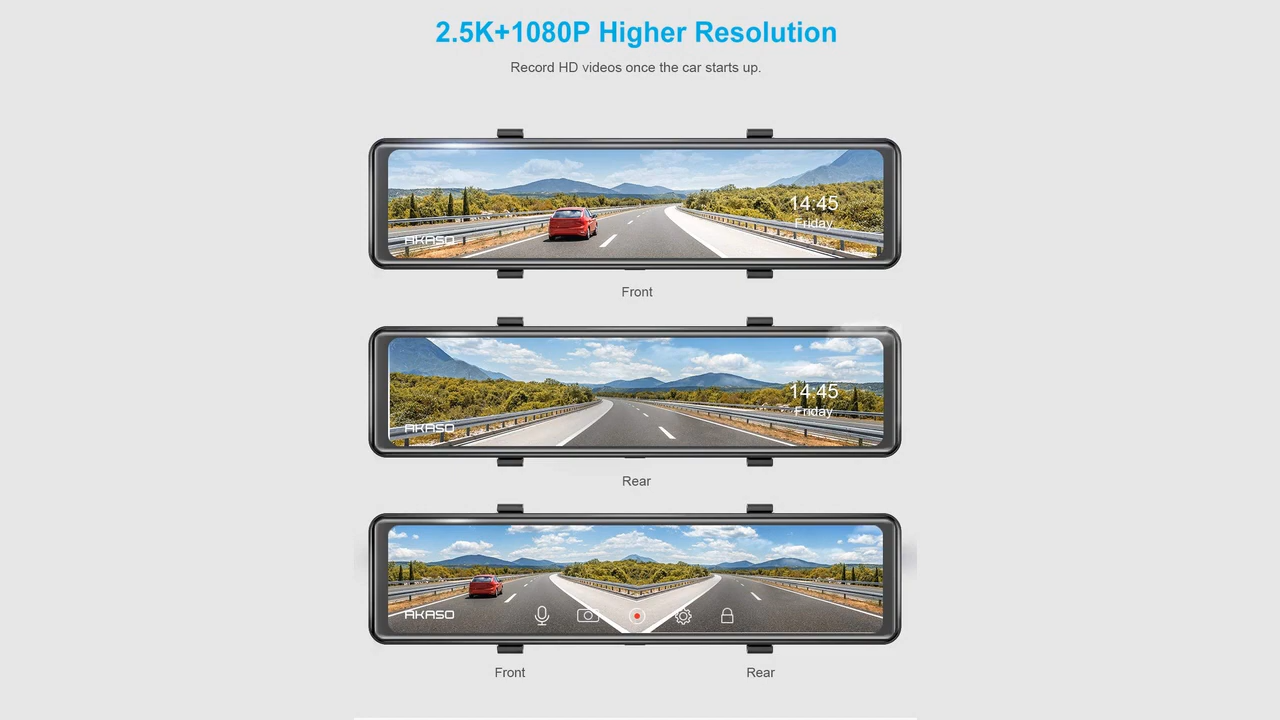 2.5K+1080P Higher Resolution
Record HD videos once the car starts up.
14:45
Friday
AKASO
Front
14:45
Friday
AKASO
Rear
AKASO
Front Rear